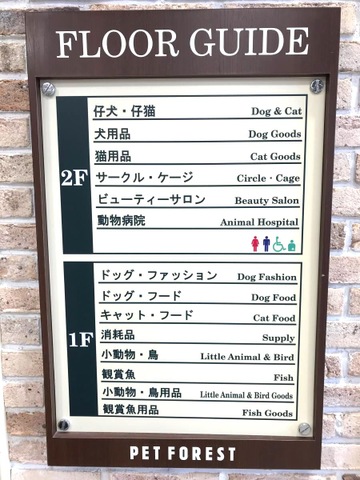 FLOOR GUIDE
2F
仔犬・仔猫 Dog & Cat
犬用品 Dog Goods
猫用品 Cat Goods
サークル・ケージ Circle・Cage
ビューティーサロン Beauty Salon
動物病院 Animal Hospital
1F
ドッグ・ファッション Dog Fashion
ドッグ・フード Dog Food
キャット・フード Cat Food
消耗品 Supply
小動物・鳥 Little Animal & Bird
観賞魚 Fish
小動物・鳥用品 Little Animal & Bird Goods
観賞魚用品 Fish Goods
PET FOREST